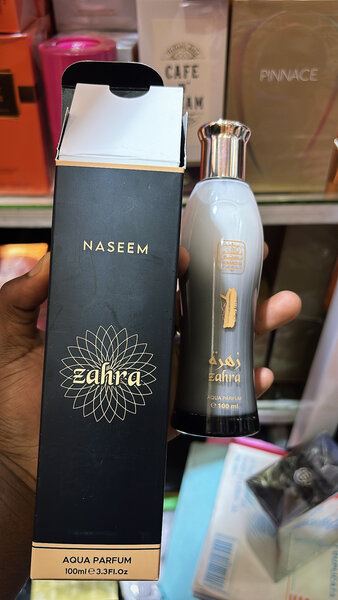 CAFE
PINNACE
NASEEM
zahra
AQUA PARFUM
100ml e 3.3Fl.Oz
زهرة
zahra
e 100 ml
AQUA PARFUM